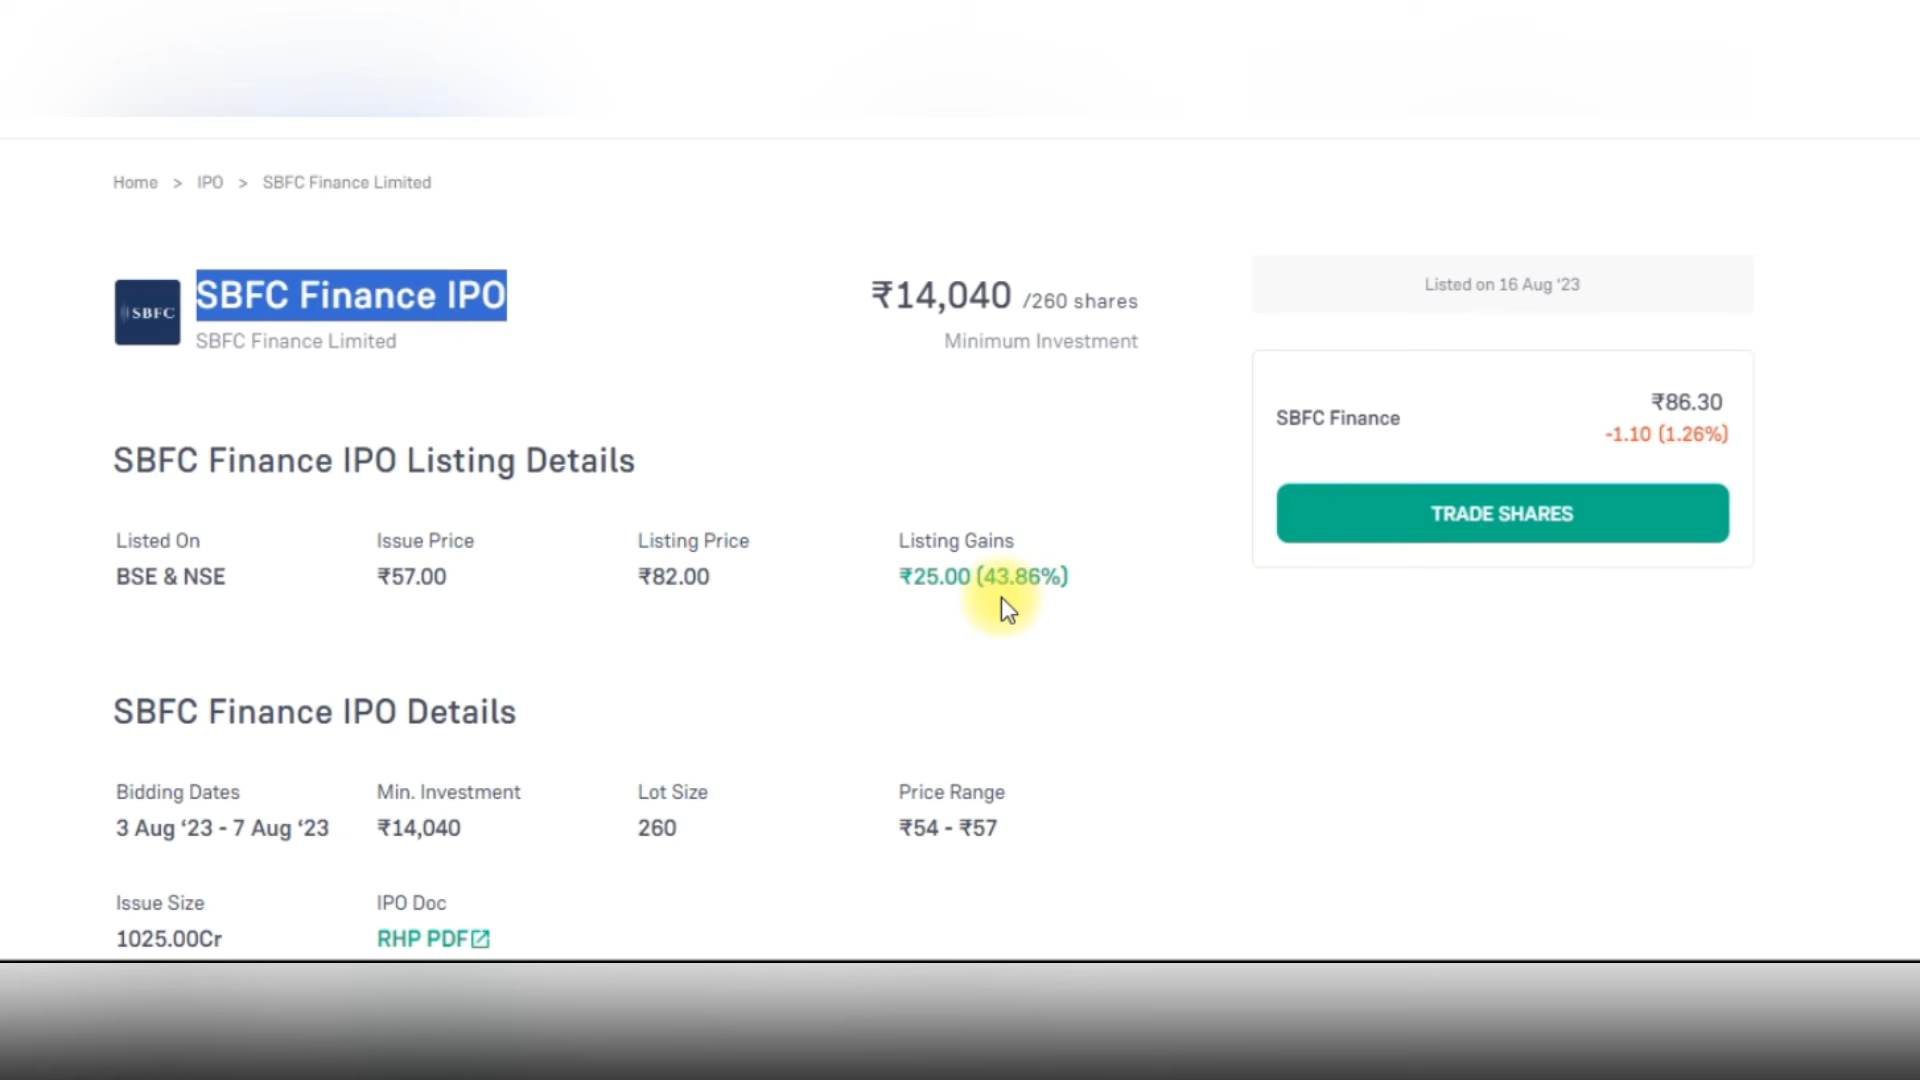 Home > IPO > SBFC Finance Limited
SBFC
SBFC Finance IPO
SBFC Finance Limited
₹14,040 /260 shares
Minimum Investment
Listed on 16 Aug ‘23
SBFC Finance
₹86.30
-1.10 (1.26%)
TRADE SHARES
SBFC Finance IPO Listing Details
Listed On Issue Price Listing Price Listing Gains
BSE & NSE ₹57.00 ₹82.00 ₹25.00 (43.86%)
SBFC Finance IPO Details
Bidding Dates Min. Investment Lot Size Price Range
3 Aug ‘23 - 7 Aug ‘23 ₹14,040 260 ₹54 - ₹57
Issue Size IPO Doc
1025.00Cr RHP PDF